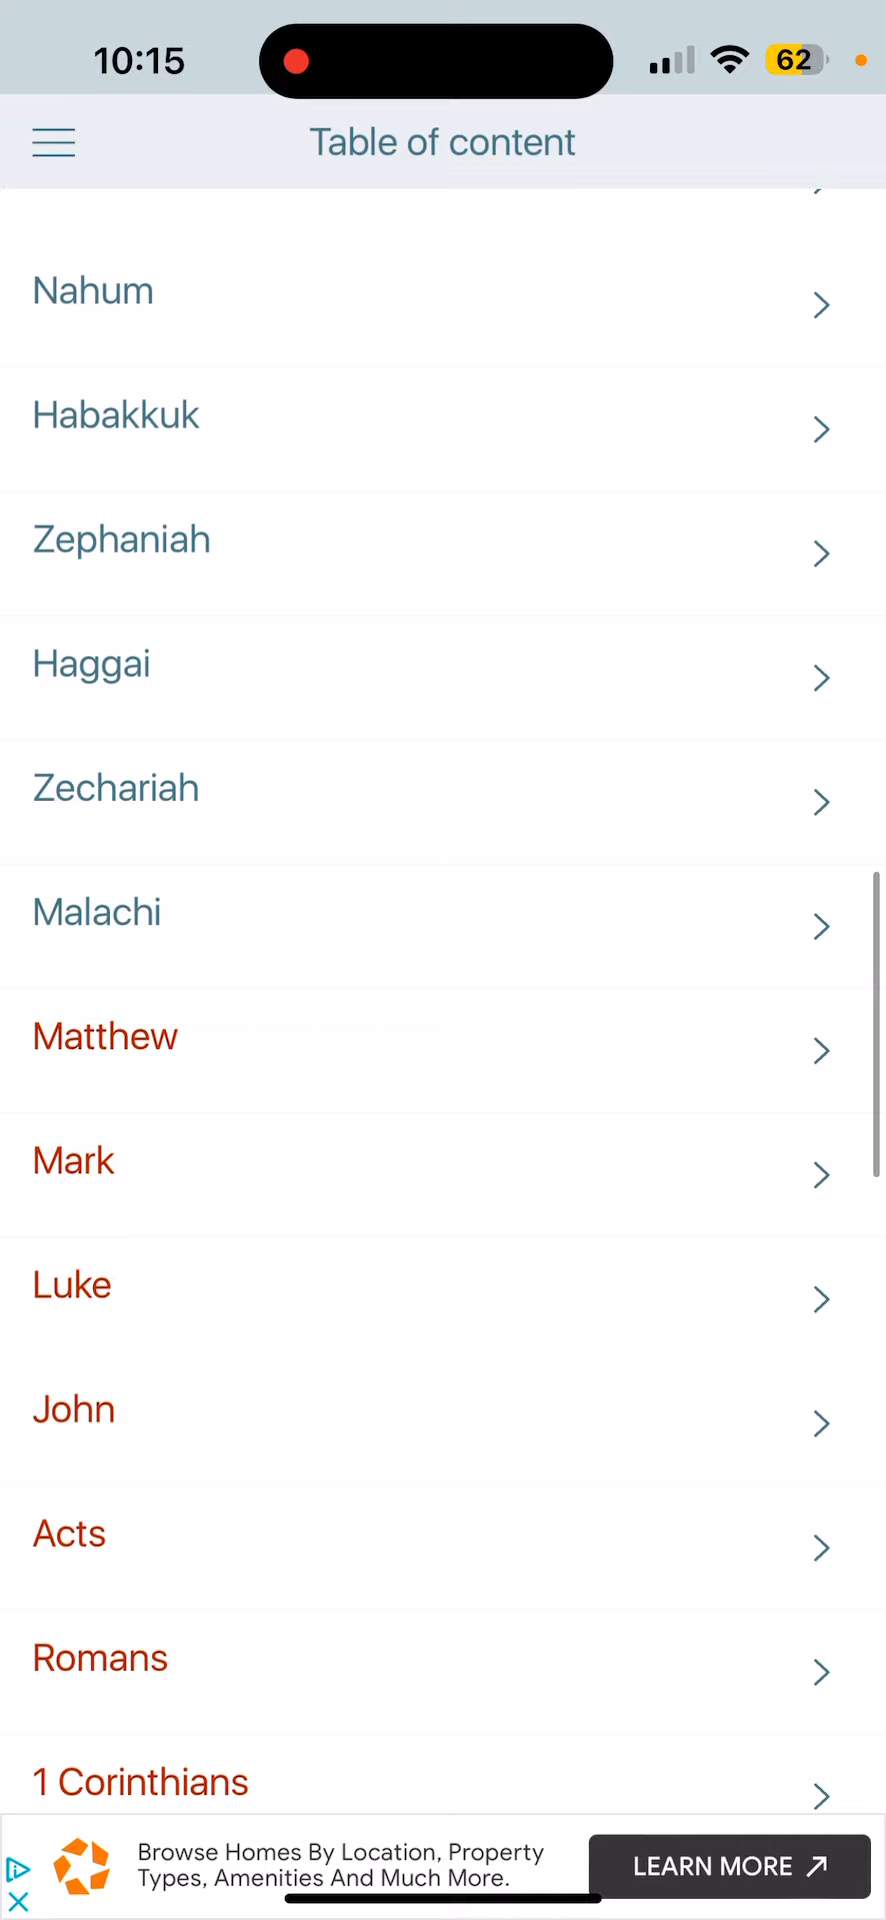 10:15
62
Table of content
Nahum
Habakkuk
Zephaniah
Haggai
Zechariah
Malachi
Matthew
Mark
Luke
John
Acts
Romans
1 Corinthians
Browse Homes By Location, Property
Types, Amenities And Much More.
LEARN MORE